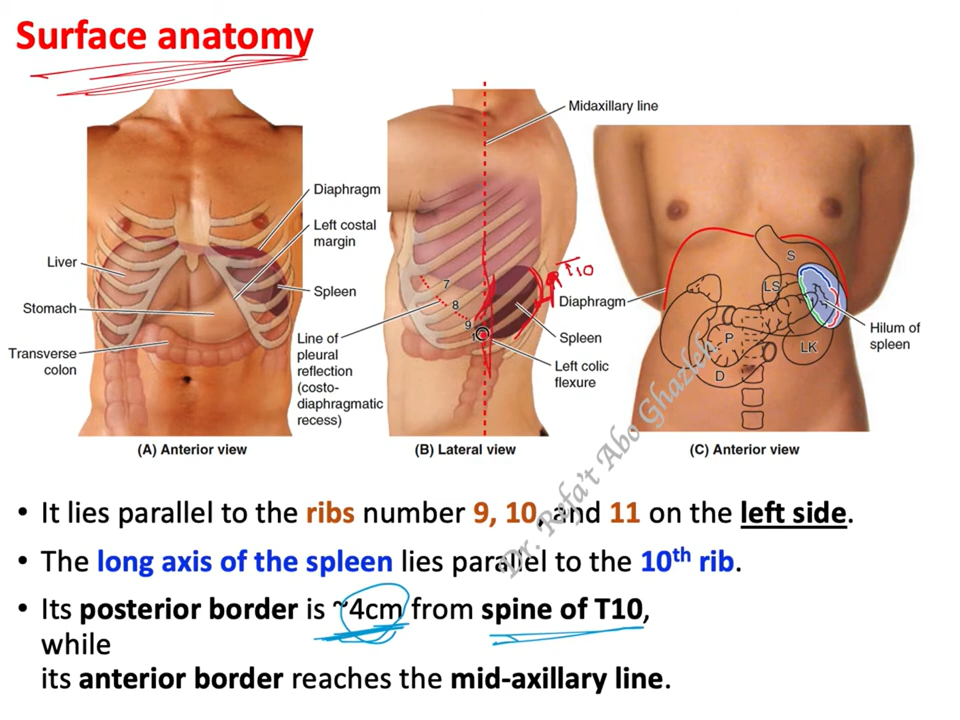 Surface anatomy
Midaxillary line
Diaphragm
Left costal
margin
Liver
Spleen
Stomach
Transverse
colon
Line of
pleural
reflection
(costo-
diaphragmatic
recess)
7
8
9
T10
Diaphragm
Spleen
Left colic
flexure
S
LS
P
LK
D
Hilum of
spleen
(A) Anterior view
(B) Lateral view
(C) Anterior view
Dr. Refa't Abo Ghazleh
• It lies parallel to the ribs number 9, 10, and 11 on the left side.
• The long axis of the spleen lies parallel to the 10th rib.
• Its posterior border is ~4cm from spine of T10,
while
its anterior border reaches the mid-axillary line.